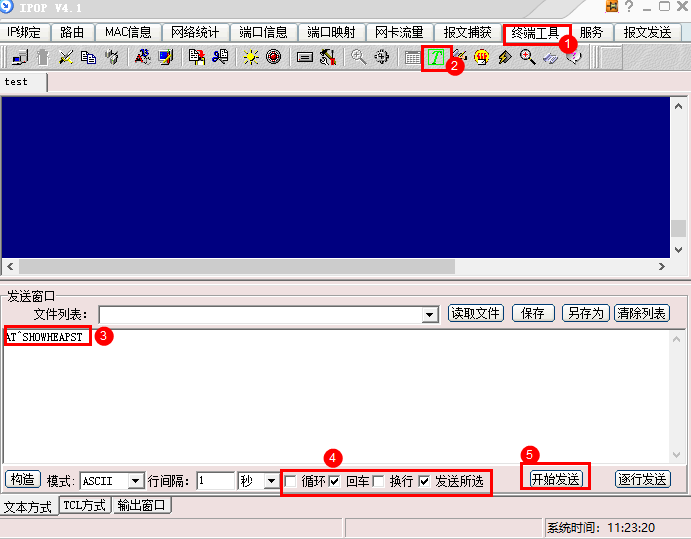 IPOP V4.1
IP绑定 路由 MAC信息 网络统计 端口信息 端口映射 网卡流量 报文捕获 终端工具 服务 报文发送
1
T 2
test
发送窗口
文件列表: 读取文件 保存 另存为 清除列表
AT^SHOWHEAPST 3
4 5
构造 模式: ASCII 行间隔: 1 秒 循环 回车 换行 发送所选 开始发送 逐行发送
文本方式 TCL方式 输出窗口
系统时间: 11:23:20